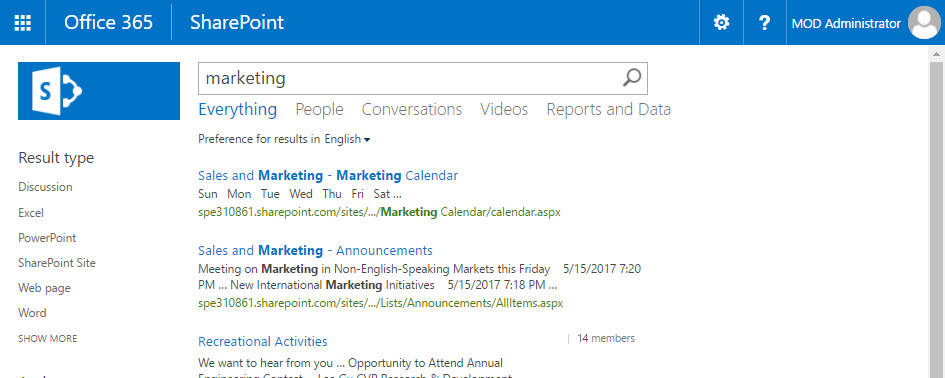 Office 365 SharePoint ? MOD Administrator
S
marketing
Everything People Conversations Videos Reports and Data
Preference for results in English
Result type
Discussion
Excel
PowerPoint
SharePoint Site
Web page
Word
SHOW MORE
Sales and Marketing - Marketing Calendar
Sun Mon Tue Wed Thu Fri Sat ...
spe310861.sharepoint.com/sites/.../Marketing Calendar/calendar.aspx
Sales and Marketing - Announcements
Meeting on Marketing in Non-English-Speaking Markets this Friday 5/15/2017 7:20
PM ... New International Marketing Initiatives 5/15/2017 7:18 PM ...
spe310861.sharepoint.com/sites/.../Lists/Announcements/AllItems.aspx
Recreational Activities 14 members
We want to hear from you ... Opportunity to Attend Annual
Engineering Contest